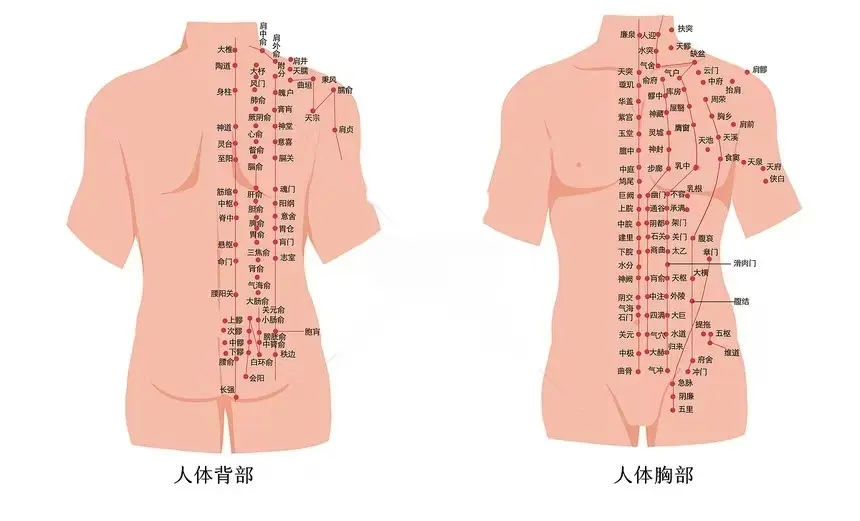 肩中俞
肩外俞
大椎
肩井
附分
天髎
秉风
陶道
大杼
曲垣
臑俞
风门
身柱
魄户
肺俞
膏肓
天宗
厥阴俞
神道
心俞
神堂
肩贞
灵台
督俞
意喜
至阳
膈俞
膈关
筋缩
肝俞
魂门
中枢
胆俞
阳纲
脊中
脾俞
意舍
胃俞
胃仓
悬枢
肓门
三焦俞
志室
命门
肾俞
气海俞
腰阳关
大肠俞
关元俞
上髎
小肠俞
次髎
膀胱俞
胞肓
中髎
中膂俞
下髎
秩边
腰俞
白环俞
会阳
长强
人体背部
廉泉
人迎
扶突
水突
天髎
缺盆
气舍
天突
气户
云门
肩髎
璇玑
俞府
库房
中府
抬肩
华盖
彧中
屋翳
周荣
紫宫
神藏
胸乡
肩前
玉堂
灵墟
膺窗
天溪
膻中
神封
天池
食窦
天泉
天府
中庭
步廊
乳中
侠白
鸠尾
巨阙
幽门
不容
乳根
上脘
通谷
承满
中脘
阴都
架门
建里
石关
关门
腹哀
下脘
商曲
太乙
章门
水分
滑肉门
神阙
肓俞
天枢
大横
阴交
中注
外陵
腹结
气海
石门
四满
大巨
提拖
关元
气穴
水道
五枢
归来
维道
中极
大赫
府舍
曲骨
气冲
冲门
急脉
阴廉
五里
人体胸部